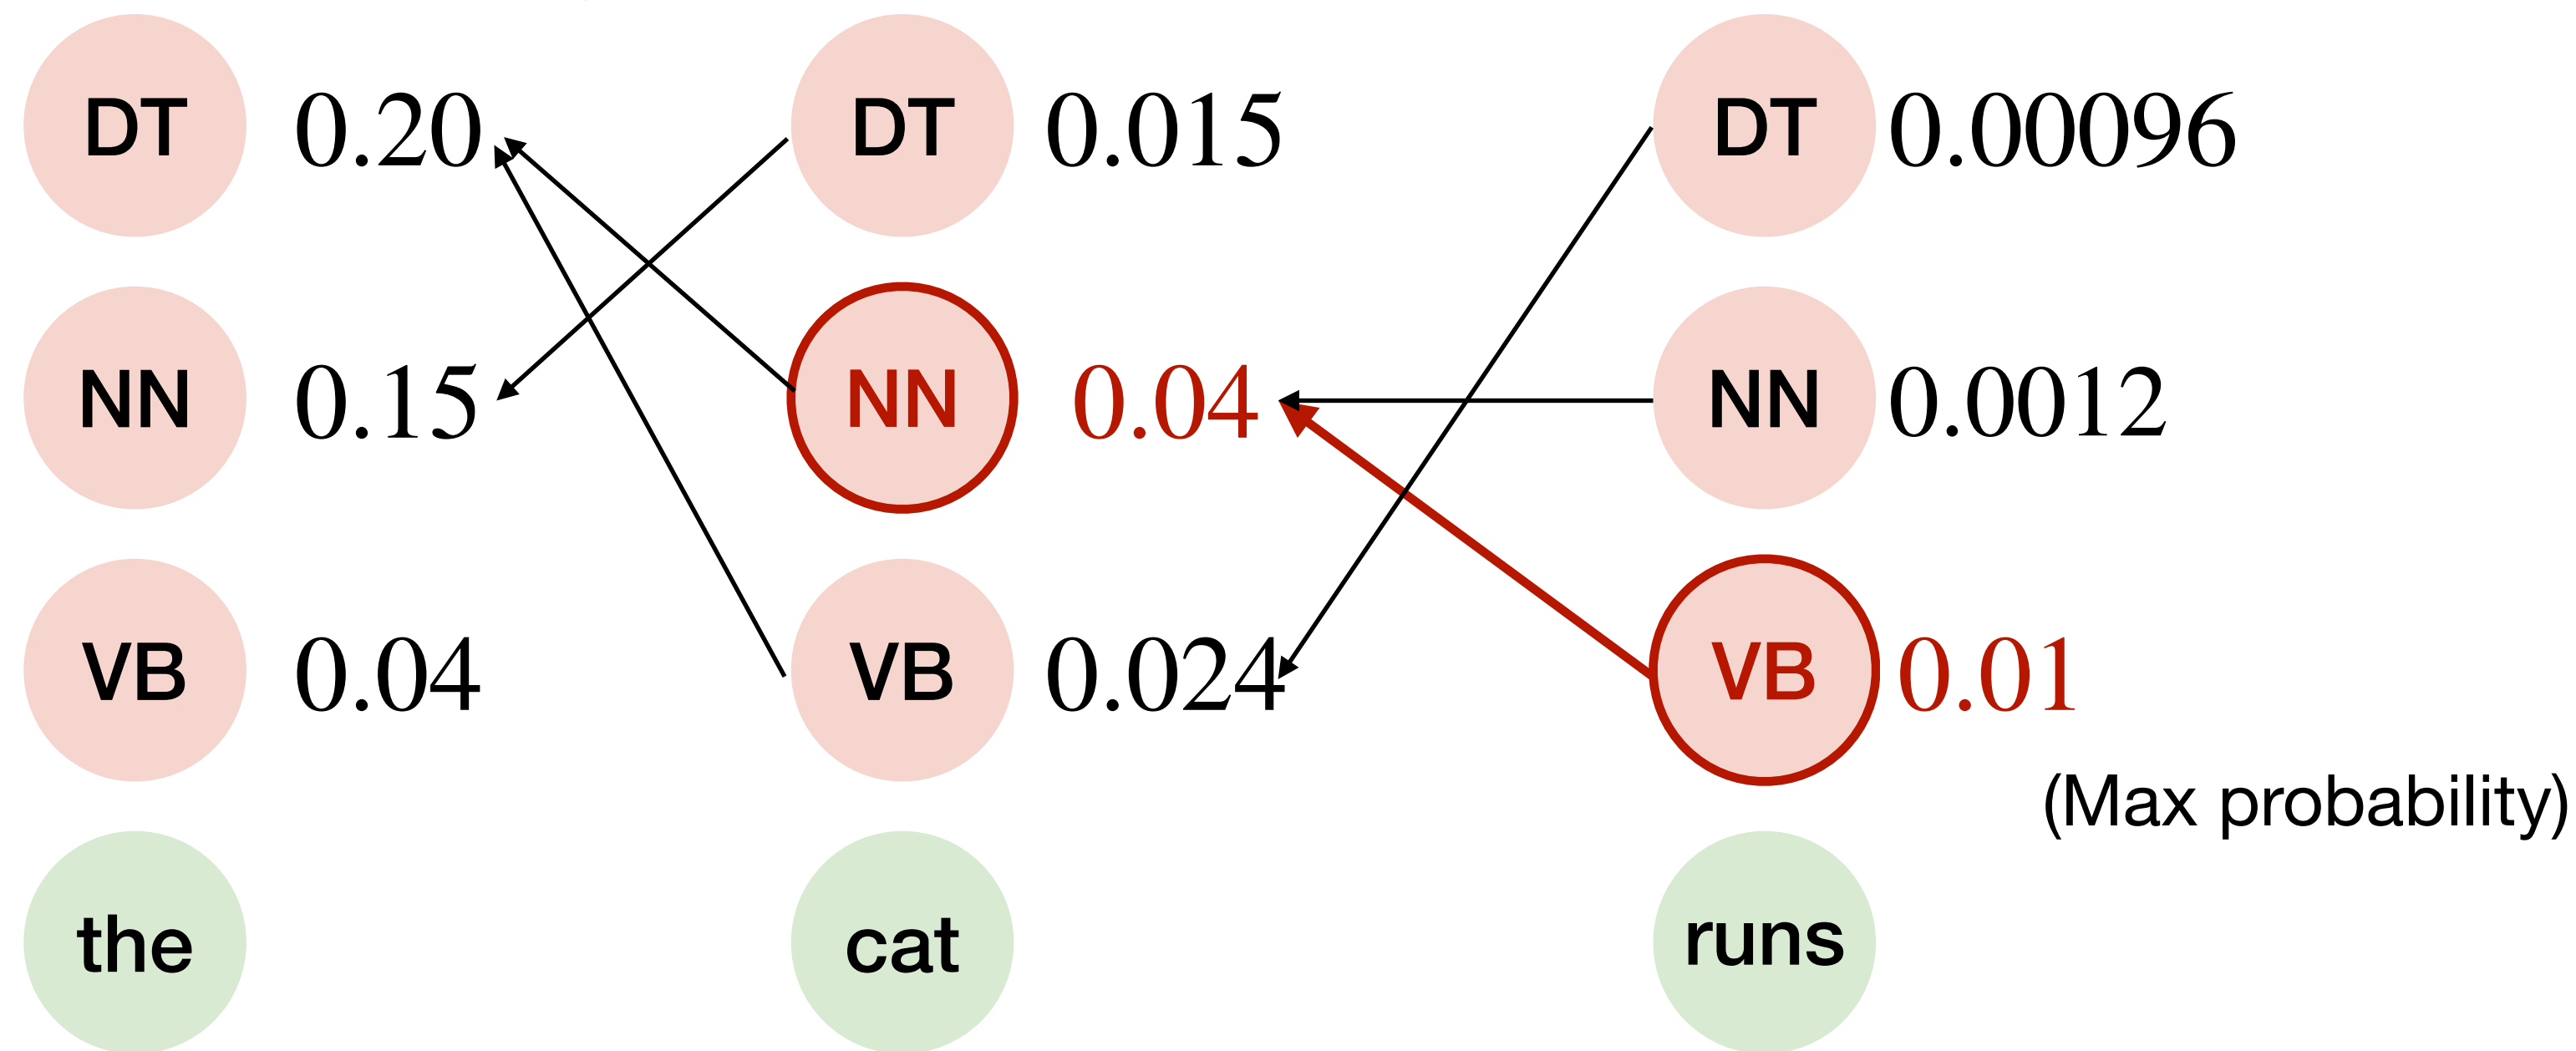 DT 0.20 DT 0.015 DT 0.00096
NN 0.15 NN 0.04 NN 0.0012
VB 0.04 VB 0.024 VB 0.01
(Max probability)
the cat runs